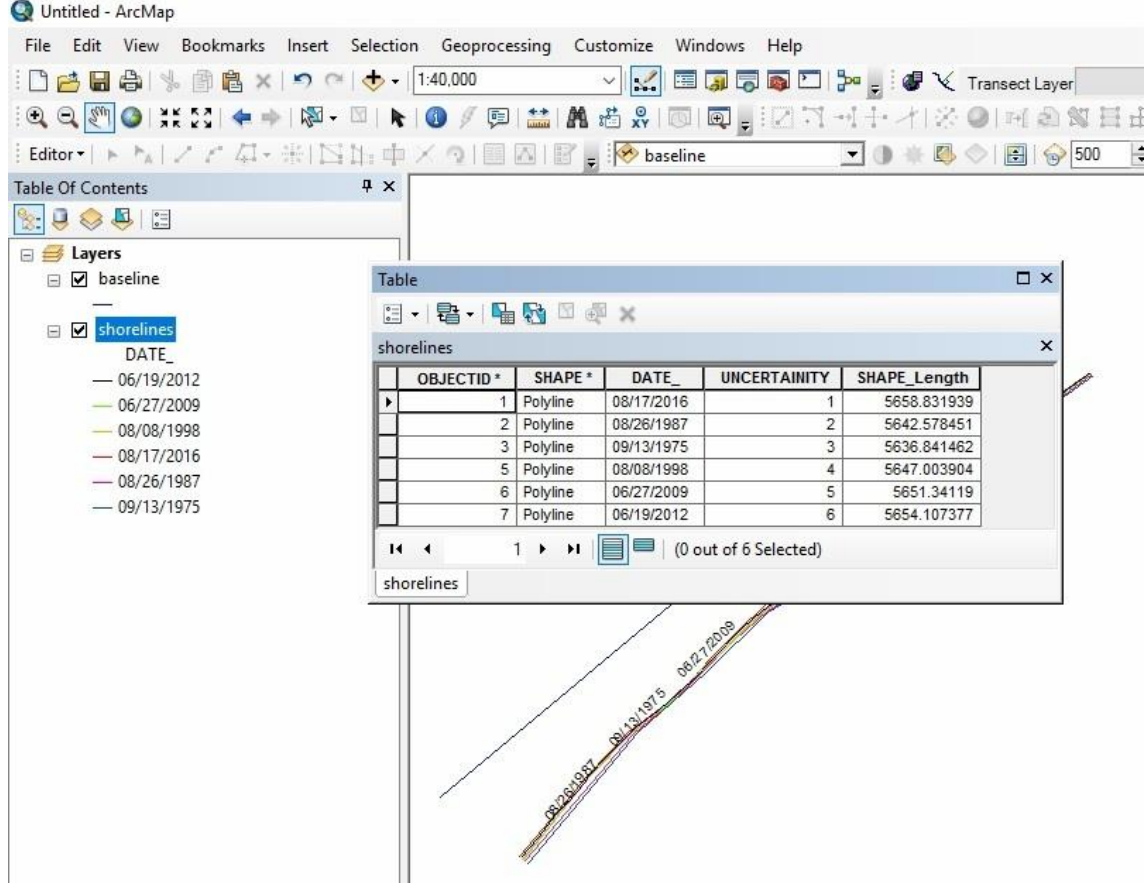 Untitled - ArcMap
File Edit View Bookmarks Insert Selection Geoprocessing Customize Windows Help
1:40,000 Transect Layer
Editor baseline 500
Table Of Contents
Layers
baseline
shorelines
DATE_
06/19/2012
06/27/2009
08/08/1998
08/17/2016
08/26/1987
09/13/1975
Table
shorelines
OBJECTID * SHAPE * DATE_ UNCERTAINITY SHAPE_Length
1 Polyline 08/17/2016 1 5658.831939
2 Polyline 08/26/1987 2 5642.578451
3 Polyline 09/13/1975 3 5636.841462
5 Polyline 08/08/1998 4 5647.003904
6 Polyline 06/27/2009 5 5651.34119
7 Polyline 06/19/2012 6 5654.107377
1 (0 out of 6 Selected)
shorelines
06/27/2009
09/13/1975
08/26/1987